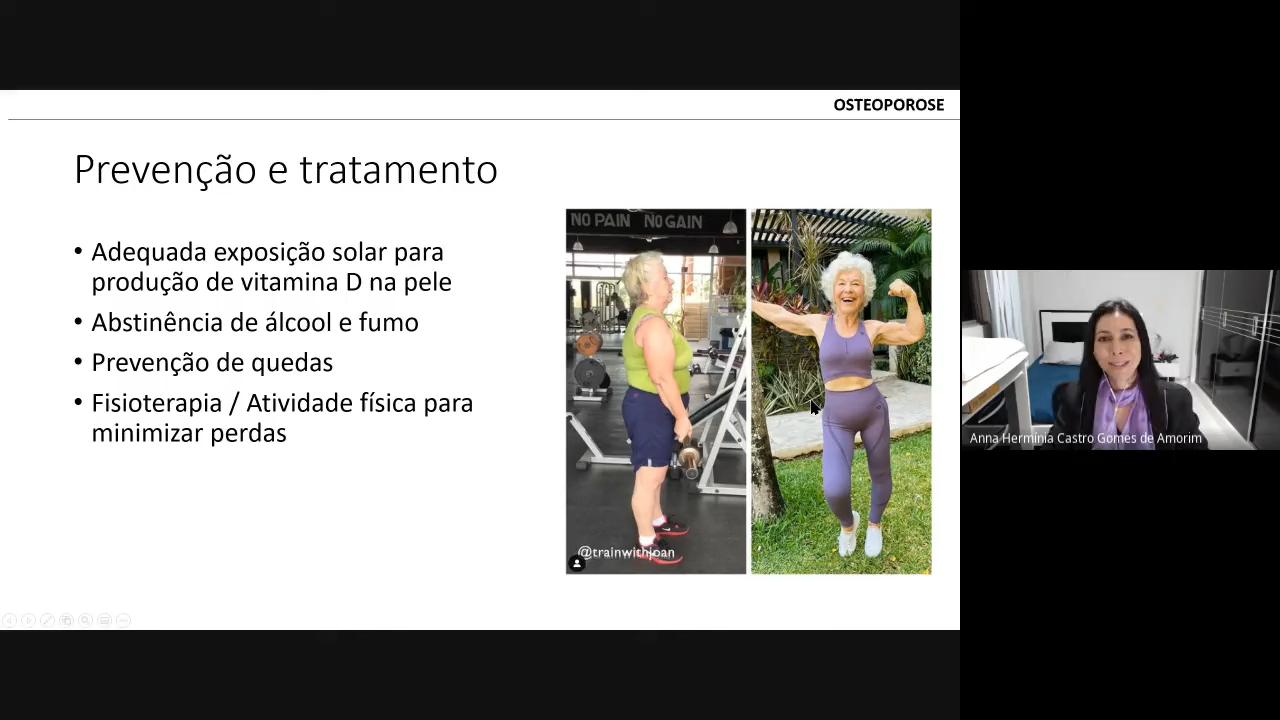 OSTEOPOROSE
Prevenção e tratamento
• Adequada exposição solar para
produção de vitamina D na pele
• Abstinência de álcool e fumo
• Prevenção de quedas
• Fisioterapia / Atividade física para
minimizar perdas
NO PAIN NO GAIN
@trainwithjoan
Anna Hermínia Castro Gomes de Amorim